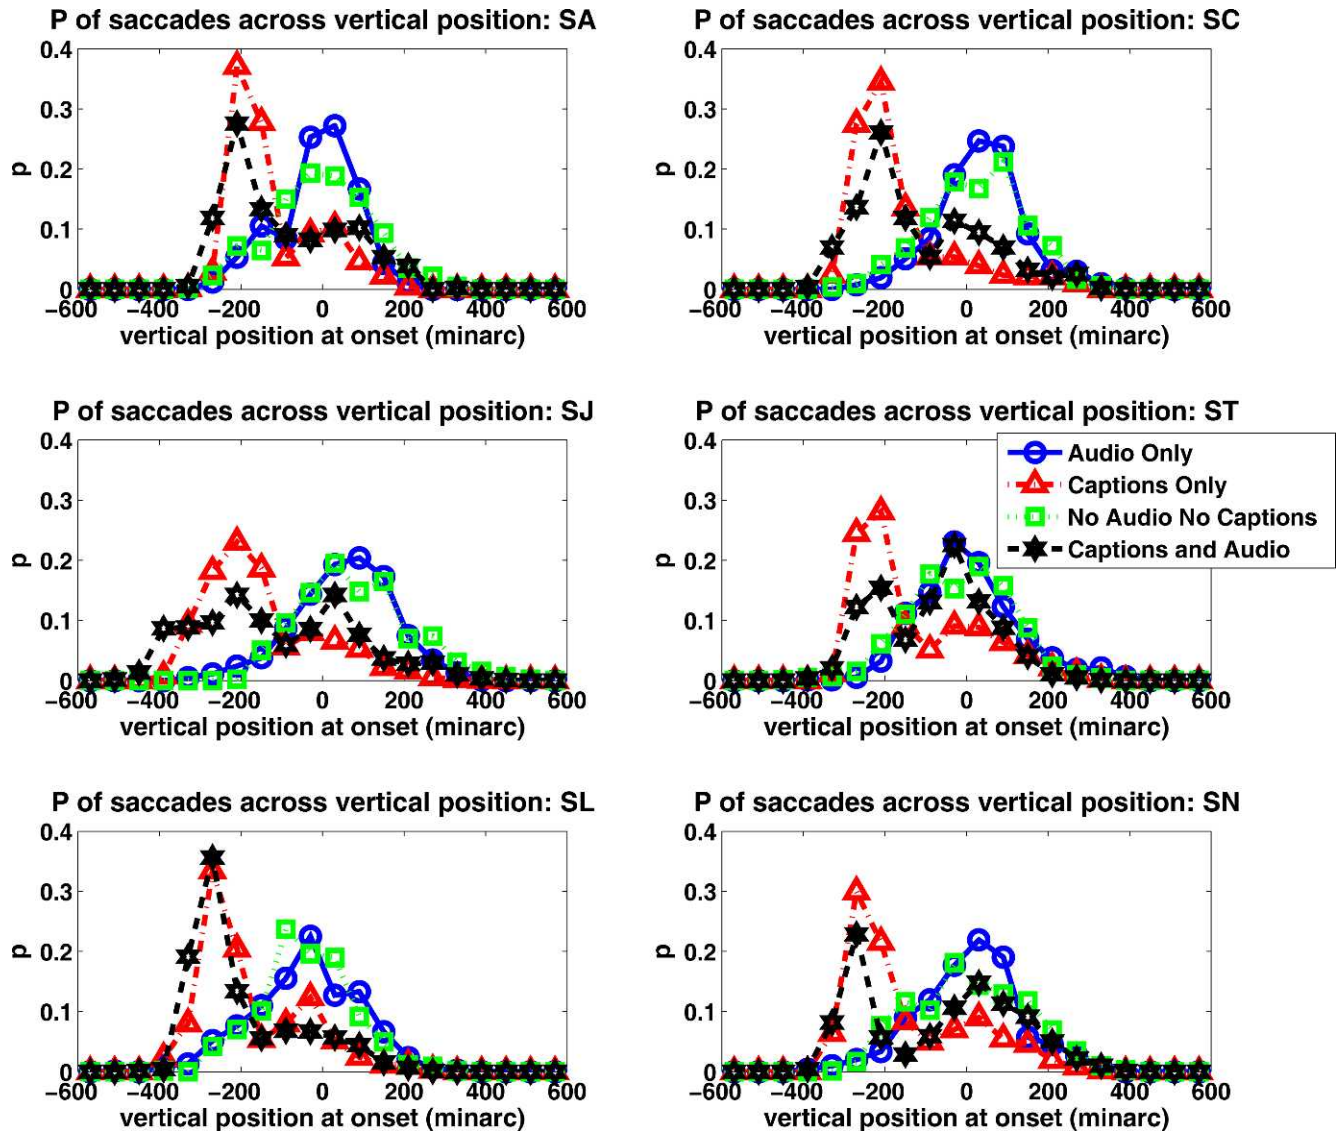 P of saccades across vertical position: SA
0.4
0.3
0.2
0.1
0
p
−600 −400 −200 0 200 400 600
vertical position at onset (minarc)
P of saccades across vertical position: SC
0.4
0.3
0.2
0.1
0
p
−600 −400 −200 0 200 400 600
vertical position at onset (minarc)
P of saccades across vertical position: SJ
0.4
0.3
0.2
0.1
0
p
−600 −400 −200 0 200 400 600
vertical position at onset (minarc)
P of saccades across vertical position: ST
0.4
0.3
0.2
0.1
0
p
−600 −400 −200 0 200 400 600
vertical position at onset (minarc)
Audio Only
Captions Only
No Audio No Captions
Captions and Audio
P of saccades across vertical position: SL
0.4
0.3
0.2
0.1
0
p
−600 −400 −200 0 200 400 600
vertical position at onset (minarc)
P of saccades across vertical position: SN
0.4
0.3
0.2
0.1
0
p
−600 −400 −200 0 200 400 600
vertical position at onset (minarc)